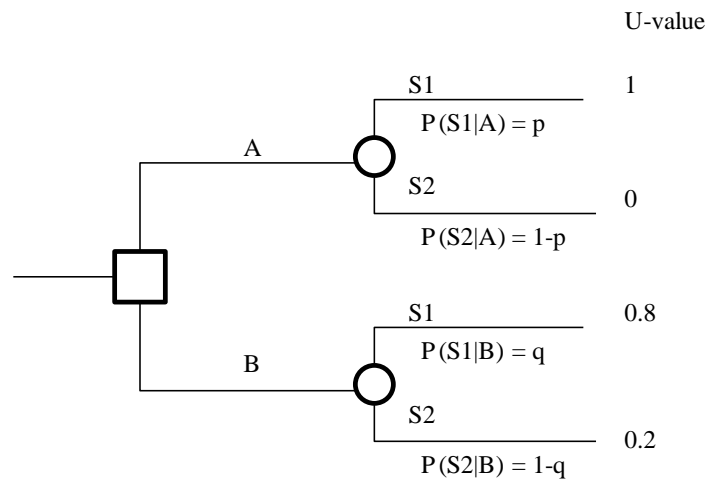 U-value
S1
1
P(S1|A) = p
A
S2
0
P(S2|A) = 1-p
S1
0.8
P(S1|B) = q
B
S2
0.2
P(S2|B) = 1-q